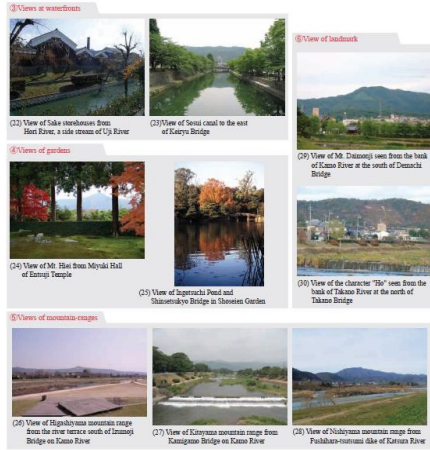 ③Views at waterfronts
(22) View of Sake storehouses from
Hori River, a side stream of Uji River
(23)View of Sosui canal to the east
of Keiryu Bridge
④Views of gardens
(24) View of Mt. Hiei from Miyuki Hall
of Entsuji Temple
(25) View of Ingetsuchi Pond and
Shinsetsukyo Bridge in Shoseien Garden
⑤Views of mountain-ranges
(26) View of Higashiyama mountain range
from the river terrace south of Izumoji
Bridge on Kamo River
(27) View of Kitayama mountain range from
Kamigamo Bridge on Kamo River
(28) View of Nishiyama mountain range from
Fushihara-tsutsumi dike of Katsura River
⑥View of landmark
(29) View of Mt. Daimonji seen from the bank
of Kamo River at the south of Demachi
Bridge
(30) View of the character "Ho" seen from the
bank of Takano River at the north of
Takano Bridge